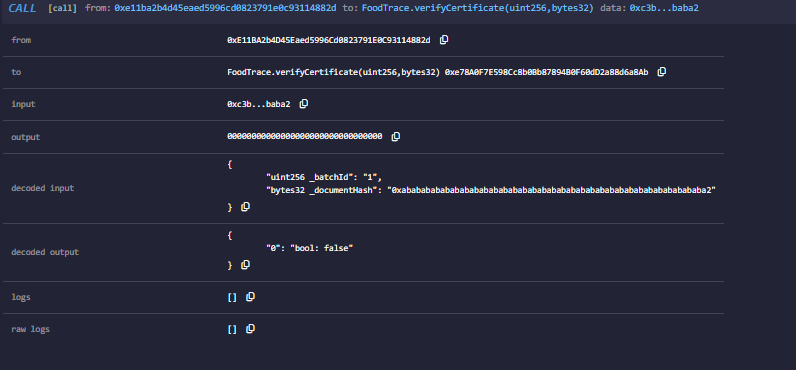 CALL [call] from: 0xe11ba2b4d45eaed5996cd0823791e0c93114882d to: FoodTrace.verifyCertificate(uint256,bytes32) data: 0xc3b...baba2
from 0xE11BA2b4D45Eaed5996Cd0823791E0C93114882d
to FoodTrace.verifyCertificate(uint256,bytes32) 0xe78A0F7E598Cc8b0Bb87894B0F60dD2a88d6a8Ab
input 0xc3b...baba2
output 00000000000000000000000000000000
{
"uint256 _batchId": "1",
decoded input "bytes32 _documentHash": "0xababababababababababababababababababababababababababababababa2"
}
{
decoded output "0": "bool: false"
}
logs []
raw logs []